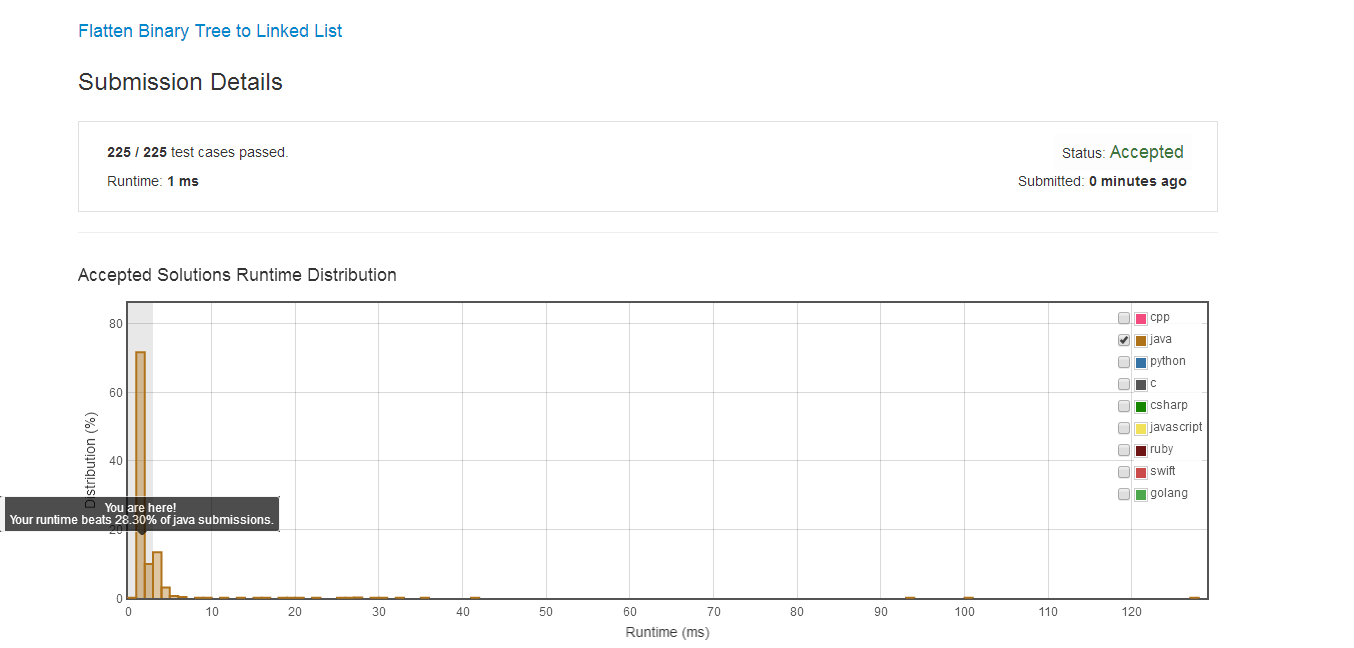 Flatten Binary Tree to Linked List
Submission Details
225 / 225 test cases passed.
Status: Accepted
Runtime: 1 ms
Submitted: 0 minutes ago
Accepted Solutions Runtime Distribution
80
60
40
20
0
Distribution (%)
You are here!
Your runtime beats 28.30% of java submissions.
cpp
java
python
c
csharp
javascript
ruby
swift
golang
0 10 20 30 40 50 60 70 80 90 100 110 120
Runtime (ms)